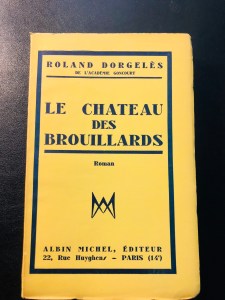 ROLAND DORGELÈS
DE L'ACADÉMIE GONCOURT
LE CHATEAU
DES
BROUILLARDS
Roman
ALBIN MICHEL, ÉDITEUR
22, Rue Huyghens – PARIS (14e)